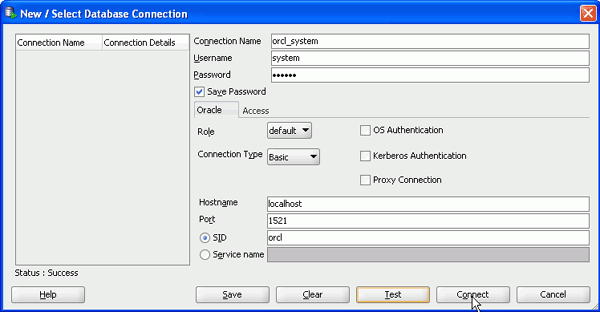 New / Select Database Connection
Connection Name Connection Details
Connection Name orcl_system
Username system
Password ••••••
Save Password
Oracle Access
Role default OS Authentication
Connection Type Basic Kerberos Authentication
Proxy Connection
Hostname localhost
Port 1521
SID orcl
Service name
Status : Success
Help Save Clear Test Connect Cancel